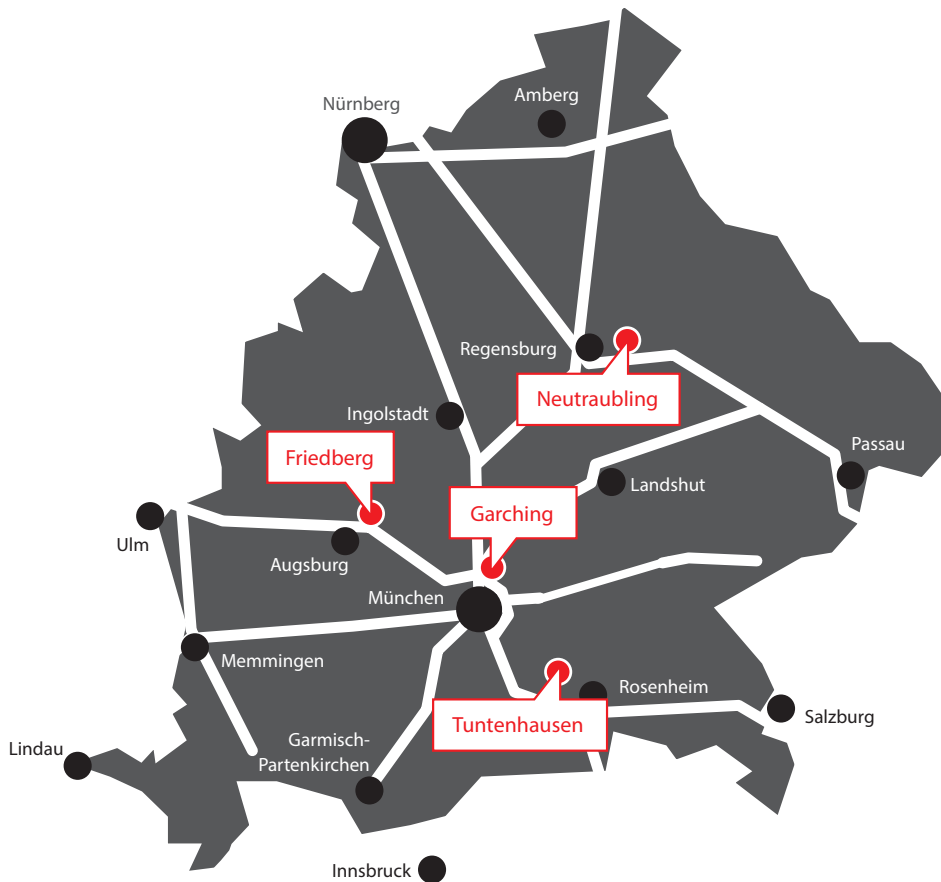 Amberg
Nürnberg
Regensburg
Neutraubling
Ingolstadt
Passau
Friedberg
Landshut
Garching
Ulm
Augsburg
München
Memmingen
Rosenheim
Salzburg
Tuntenhausen
Lindau
Garmisch-
Partenkirchen
Innsbruck